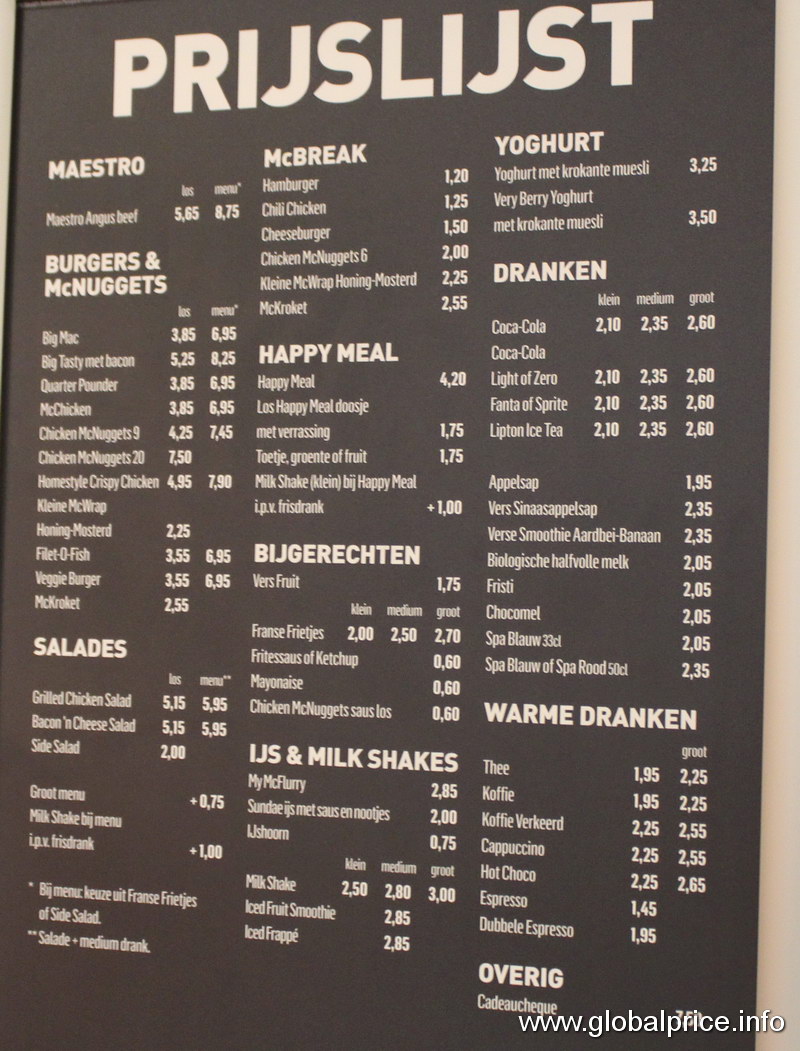 PRIJSLIJST
MAESTRO
los menu*
Maestro Angus beef 5,65 8,75
BURGERS &
McNUGGETS
los menu*
Big Mac 3,85 6,95
Big Tasty met bacon 5,25 8,25
Quarter Pounder 3,85 6,95
McChicken 3,85 6,95
Chicken McNuggets 9 4,25 7,45
Chicken McNuggets 20 7,50
Homestyle Crispy Chicken 4,95 7,90
Kleine McWrap
Honing-Mosterd 2,25
Filet-O-Fish 3,55 6,95
Veggie Burger 3,55 6,95
McKroket 2,55
SALADES
los menu**
Grilled Chicken Salad 5,15 5,95
Bacon 'n Cheese Salad 5,15 5,95
Side Salad 2,00
Groot menu +0,75
Milk Shake bij menu
i.p.v. frisdrank +1,00
* Bij menu: keuze uit Franse Frietjes
of Side Salad.
** Salade + medium drank.
McBREAK
Hamburger 1,20
Chili Chicken 1,25
Cheeseburger 1,50
Chicken McNuggets 6 2,00
Kleine McWrap Honing-Mosterd 2,25
McKroket 2,55
HAPPY MEAL
Happy Meal 4,20
Los Happy Meal doosje
met verrassing 1,75
Toetje, groente of fruit 1,75
Milk Shake (klein) bij Happy Meal
i.p.v. frisdrank +1,00
BIJGERECHTEN
Vers Fruit 1,75
klein medium groot
Franse Frietjes 2,00 2,50 2,70
Fritessaus of Ketchup 0,60
Mayonaise 0,60
Chicken McNuggets saus los 0,60
IJS & MILK SHAKES
My McFlurry 2,85
Sundae ijs met saus en nootjes 2,00
IJshoorn 0,75
klein medium groot
Milk Shake 2,50 2,80 3,00
Iced Fruit Smoothie 2,85
Iced Frappé 2,85
YOGHURT
Yoghurt met krokante muesli 3,25
Very Berry Yoghurt
met krokante muesli 3,50
DRANKEN
klein medium groot
Coca-Cola 2,10 2,35 2,60
Coca-Cola
Light of Zero 2,10 2,35 2,60
Fanta of Sprite 2,10 2,35 2,60
Lipton Ice Tea 2,10 2,35 2,60
Appelsap 1,95
Vers Sinaasappelsap 2,35
Verse Smoothie Aardbei-Banaan 2,35
Biologische halfvolle melk 2,05
Fristi 2,05
Chocomel 2,05
Spa Blauw 33cl 2,05
Spa Blauw of Spa Rood 50cl 2,35
WARME DRANKEN
groot
Thee 1,95 2,25
Koffie 1,95 2,25
Koffie Verkeerd 2,25 2,55
Cappuccino 2,25 2,55
Hot Choco 2,25 2,65
Espresso 1,45
Dubbele Espresso 1,95
OVERIG
Cadeaucheque
www.globalprice.info